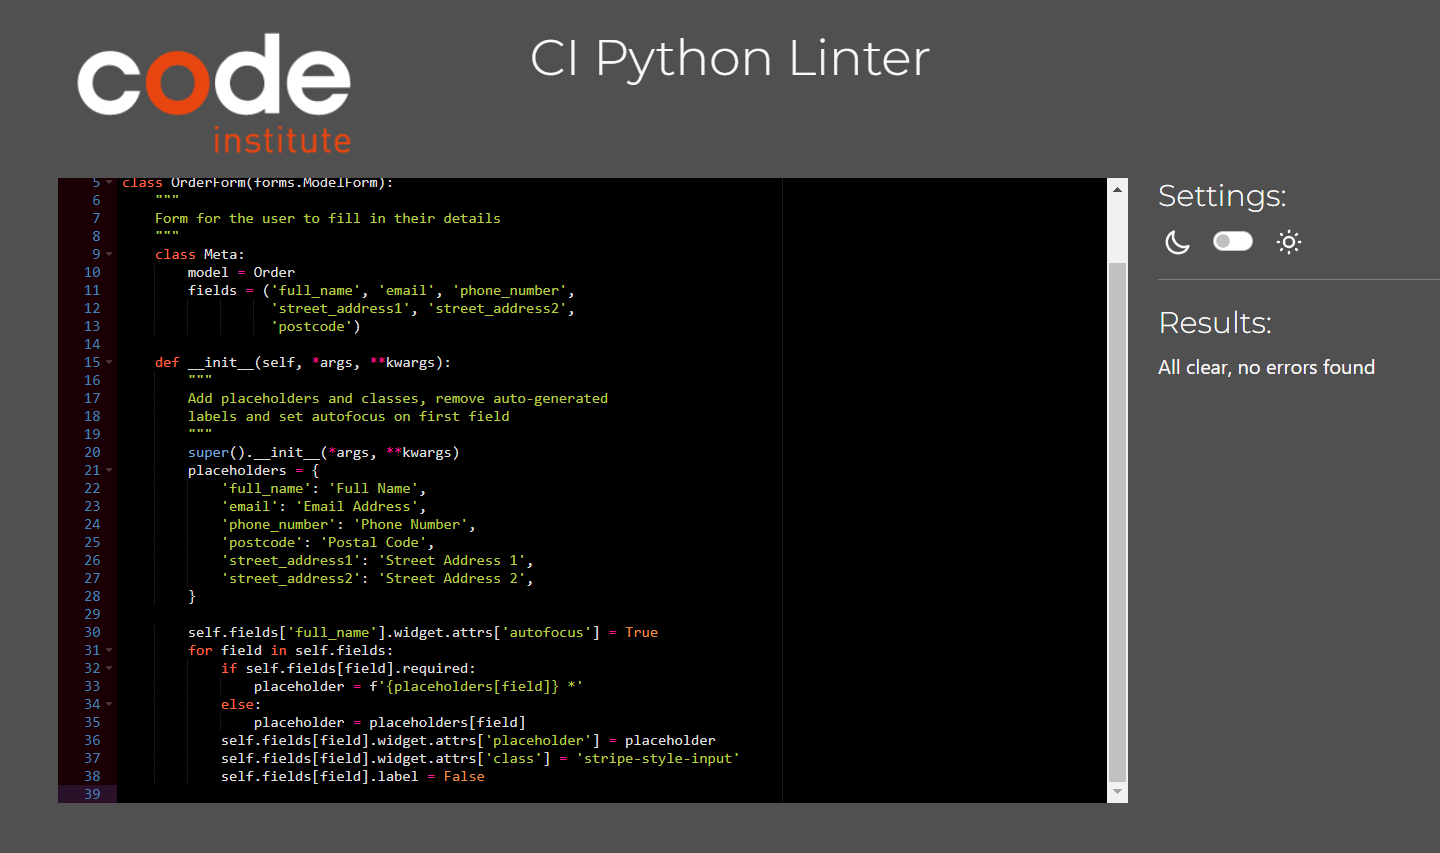 code
institute
CI Python Linter
5 class OrderForm(forms.ModelForm):
6 """
7 Form for the user to fill in their details
8 """
9 class Meta:
10 model = Order
11 fields = ('full_name', 'email', 'phone_number',
12 'street_address1', 'street_address2',
13 'postcode')
14
15 def __init__(self, *args, **kwargs):
16 """
17 Add placeholders and classes, remove auto-generated
18 labels and set autofocus on first field
19 """
20 super().__init__(*args, **kwargs)
21 placeholders = {
22 'full_name': 'Full Name',
23 'email': 'Email Address',
24 'phone_number': 'Phone Number',
25 'postcode': 'Postal Code',
26 'street_address1': 'Street Address 1',
27 'street_address2': 'Street Address 2',
28 }
29
30 self.fields['full_name'].widget.attrs['autofocus'] = True
31 for field in self.fields:
32 if self.fields[field].required:
33 placeholder = f'{placeholders[field]} *'
34 else:
35 placeholder = placeholders[field]
36 self.fields[field].widget.attrs['placeholder'] = placeholder
37 self.fields[field].widget.attrs['class'] = 'stripe-style-input'
38 self.fields[field].label = False
39
Settings:
Results:
All clear, no errors found